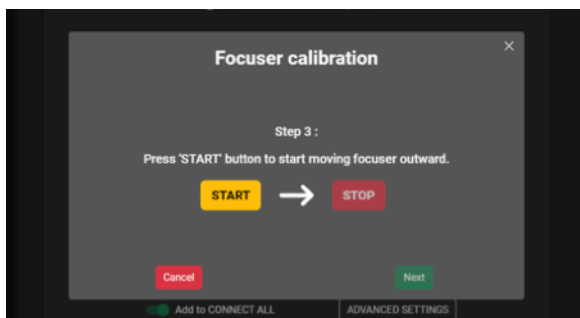 Focuser calibration
×
Step 3 :
Press 'START' button to start moving focuser outward.
START → STOP
Cancel Next
Add to CONNECT ALL ADVANCED SETTINGS